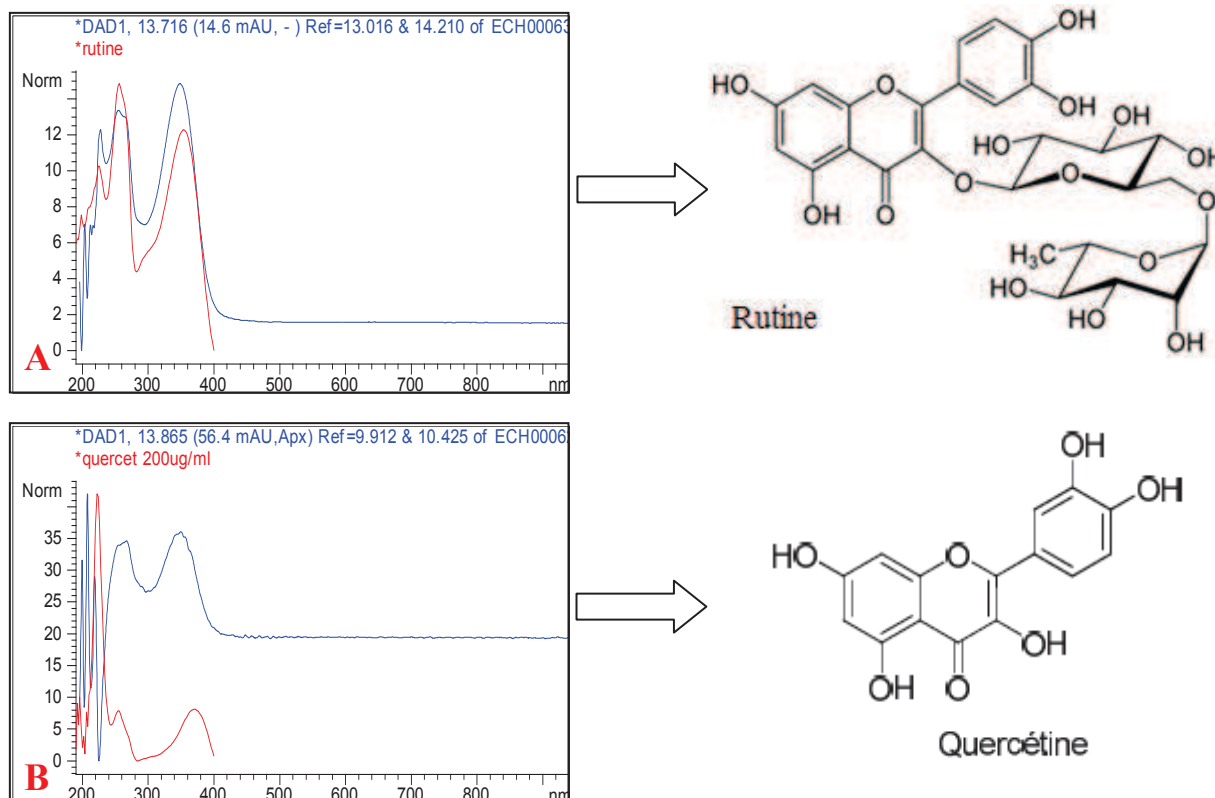 *DAD1, 13.716 (14.6 mAU, - ) Ref=13.016 & 14.210 of ECH00063
*rutine
Norm
12
10
8
6
4
2
0
A
200 300 400 500 600 700 800 nm
OH
HO
O
OH
OH
HO
HO
O
OH
O
OH
O
O
H₃C
O
HO
HO
HO
OH
Rutine
*DAD1, 13.865 (56.4 mAU,Apx) Ref=9.912 & 10.425 of ECH0006
*quercet 200ug/ml
Norm
35
30
25
20
15
10
5
0
B
200 300 400 500 600 700 800 nm
OH
OH
HO
O
OH
OH
O
Quercétine